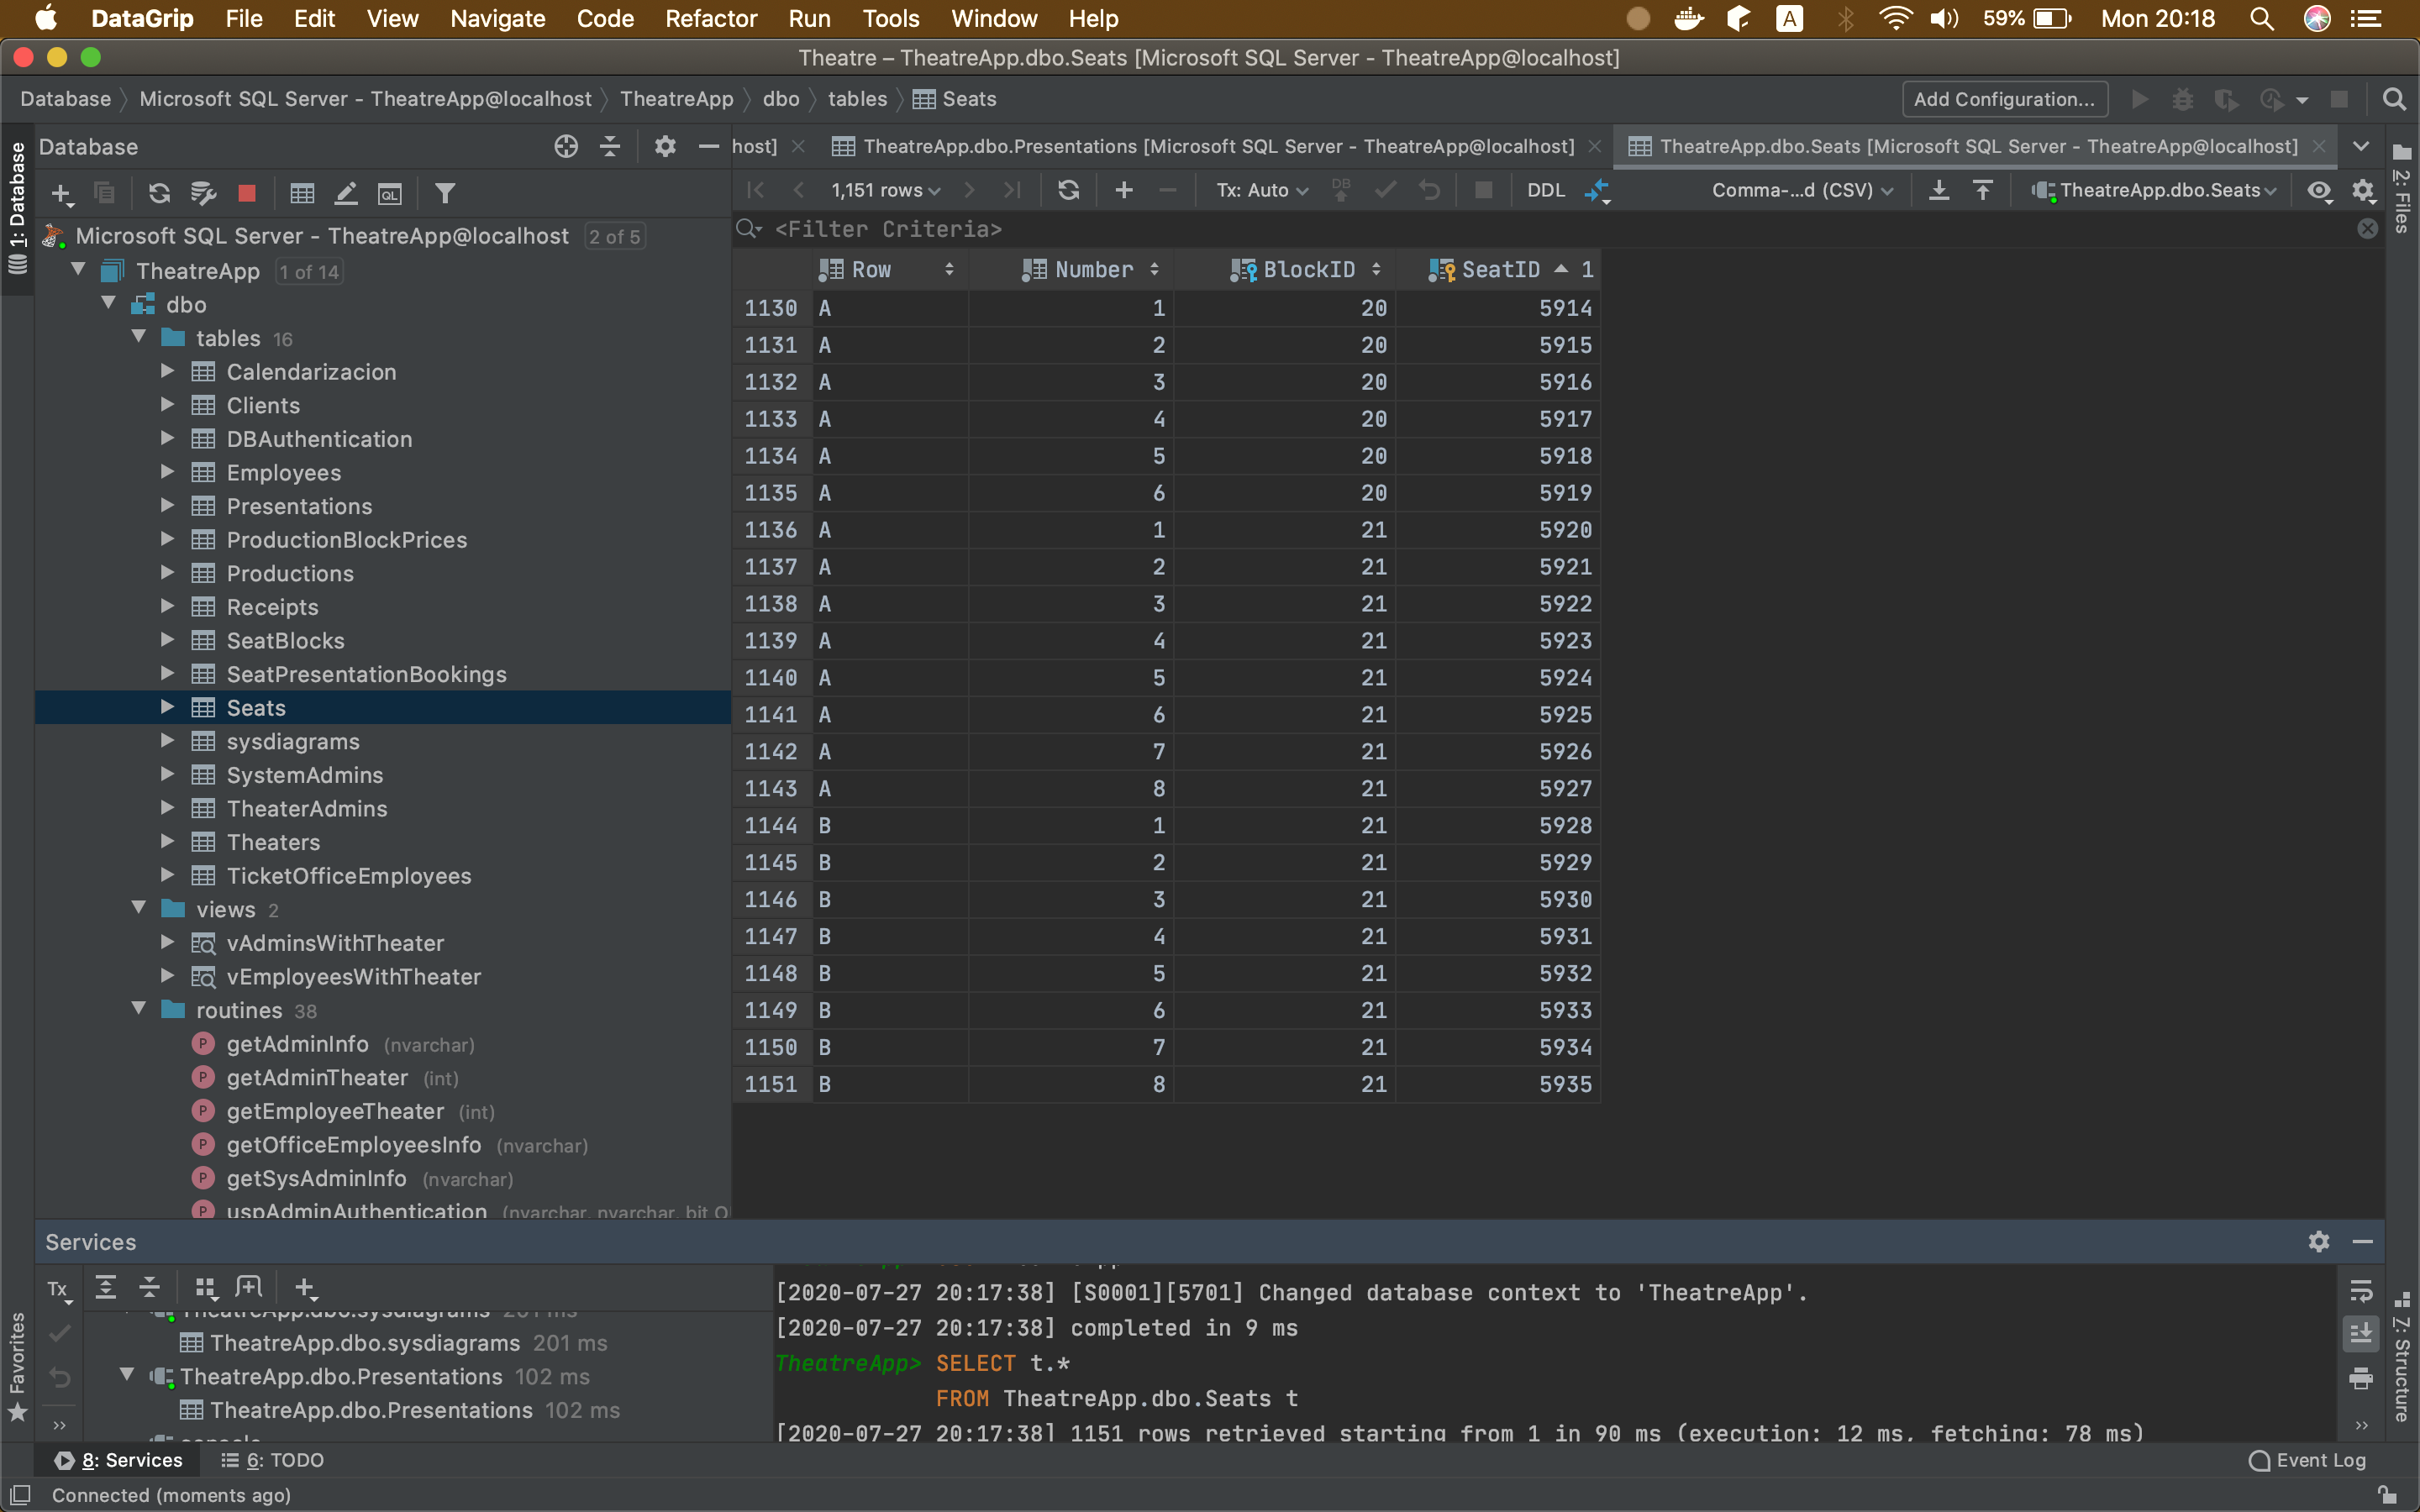 DataGrip File Edit View Navigate Code Refactor Run Tools Window Help A 59% Mon 20:18
Theatre – TheatreApp.dbo.Seats [Microsoft SQL Server - TheatreApp@localhost]
Database Microsoft SQL Server - TheatreApp@localhost TheatreApp dbo tables Seats Add Configuration...
Database host] TheatreApp.dbo.Presentations [Microsoft SQL Server - TheatreApp@localhost] TheatreApp.dbo.Seats [Microsoft SQL Server - TheatreApp@localhost]
1: Database
2: Files
QL 1,151 rows Tx: Auto DB DDL Comma-...d (CSV) TheatreApp.dbo.Seats
<Filter Criteria>
Microsoft SQL Server - TheatreApp@localhost 2 of 5
TheatreApp 1 of 14
dbo
tables 16
Calendarizacion
Clients
DBAuthentication
Employees
Presentations
ProductionBlockPrices
Productions
Receipts
SeatBlocks
SeatPresentationBookings
Seats
sysdiagrams
SystemAdmins
TheaterAdmins
Theaters
TicketOfficeEmployees
views 2
vAdminsWithTheater
vEmployeesWithTheater
routines 38
P getAdminInfo (nvarchar)
P getAdminTheater (int)
P getEmployeeTheater (int)
P getOfficeEmployeesInfo (nvarchar)
P getSysAdminInfo (nvarchar)
P uspAdminAuthentication (nvarchar, nvarchar, bit O
Row Number BlockID SeatID 1
1130 A 1 20 5914
1131 A 2 20 5915
1132 A 3 20 5916
1133 A 4 20 5917
1134 A 5 20 5918
1135 A 6 20 5919
1136 A 1 21 5920
1137 A 2 21 5921
1138 A 3 21 5922
1139 A 4 21 5923
1140 A 5 21 5924
1141 A 6 21 5925
1142 A 7 21 5926
1143 A 8 21 5927
1144 B 1 21 5928
1145 B 2 21 5929
1146 B 3 21 5930
1147 B 4 21 5931
1148 B 5 21 5932
1149 B 6 21 5933
1150 B 7 21 5934
1151 B 8 21 5935
Services
Tx
TheatreApp.dbo.sysdiagrams 201 ms
TheatreApp.dbo.sysdiagrams 201 ms
TheatreApp.dbo.Presentations 102 ms
TheatreApp.dbo.Presentations 102 ms
console
[2020-07-27 20:17:38] [S0001][5701] Changed database context to 'TheatreApp'.
[2020-07-27 20:17:38] completed in 9 ms
TheatreApp> SELECT t.*
FROM TheatreApp.dbo.Seats t
[2020-07-27 20:17:38] 1151 rows retrieved starting from 1 in 90 ms (execution: 12 ms, fetching: 78 ms)
Favorites
7: Structure
8: Services 6: TODO Event Log
Connected (moments ago)